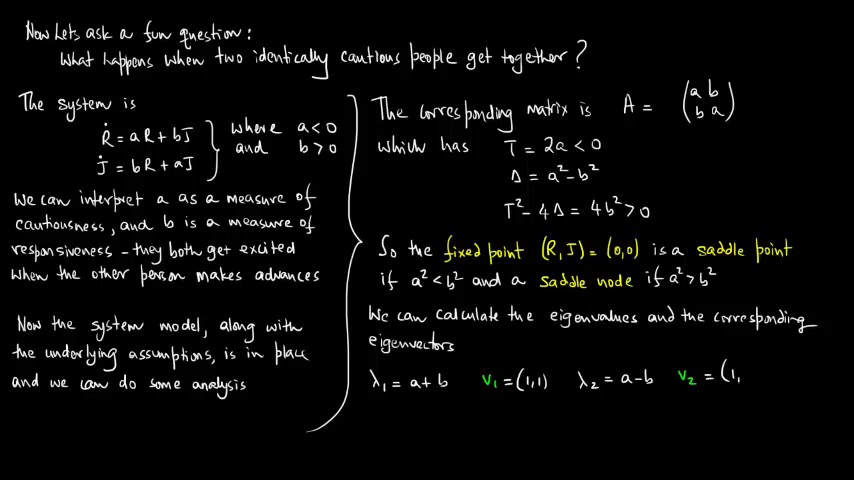 Now Lets ask a fun question:
What happens when two identically cautious people get together?
The system is
Ṙ = aR + bJ
J̇ = bR + aJ
where a < 0
and b > 0
We can interpret a as a measure of
cautiousness, and b is a measure of
responsiveness - they both get excited
when the other person makes advances
Now the system model, along with
the underlying assumptions, is in place
and we can do some analysis
The corresponding matrix is A = (a b
b a)
which has T = 2a < 0
Δ = a² - b²
T² - 4Δ = 4b² > 0
So the fixed point (R, J) = (0,0) is a saddle point
if a² < b² and a saddle node if a² > b²
We can calculate the eigenvalues and the corresponding
eigenvectors
λ₁ = a + b v₁ = (1,1) λ₂ = a - b v₂ = (1,